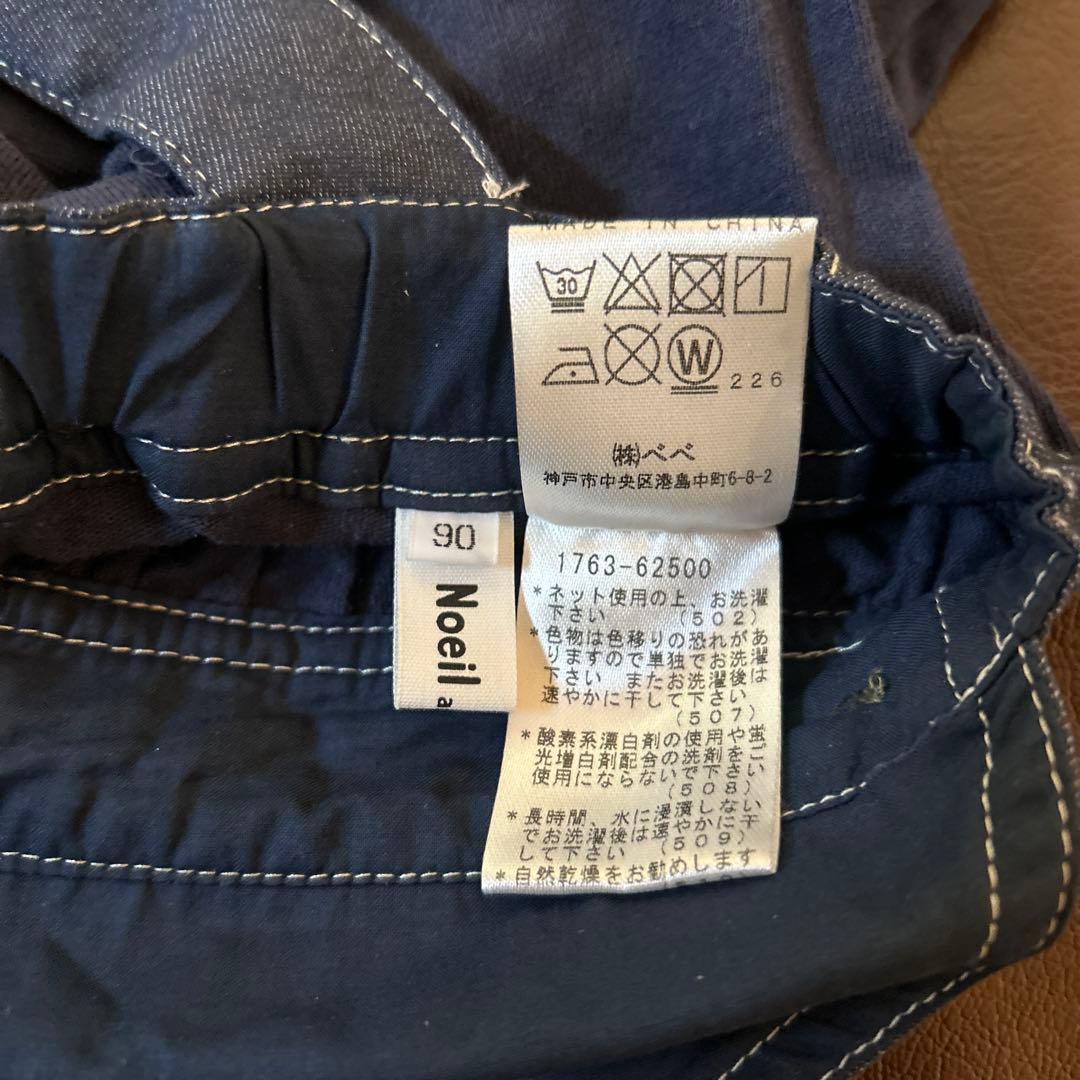 MADE IN CHINA
30
W
226
㈱べべ
神戸市中央区港島中町6-8-2
90
Noeil
a
1763-62500
*ネット使用の上、お洗濯
下さい (502)
*色物は色移りの恐れがあ
りますので単独でお洗濯
下さい またお洗濯後は
速やかに干して下さい
(507)
*酸素系漂白剤の使用や蛍
光増白剤配合の洗剤をご
使用にならないで下さい
(508)
*長時間、水に浸漬しない
でお洗濯後は速やかに干
して下さい (509)
*自然乾燥をお勧めします